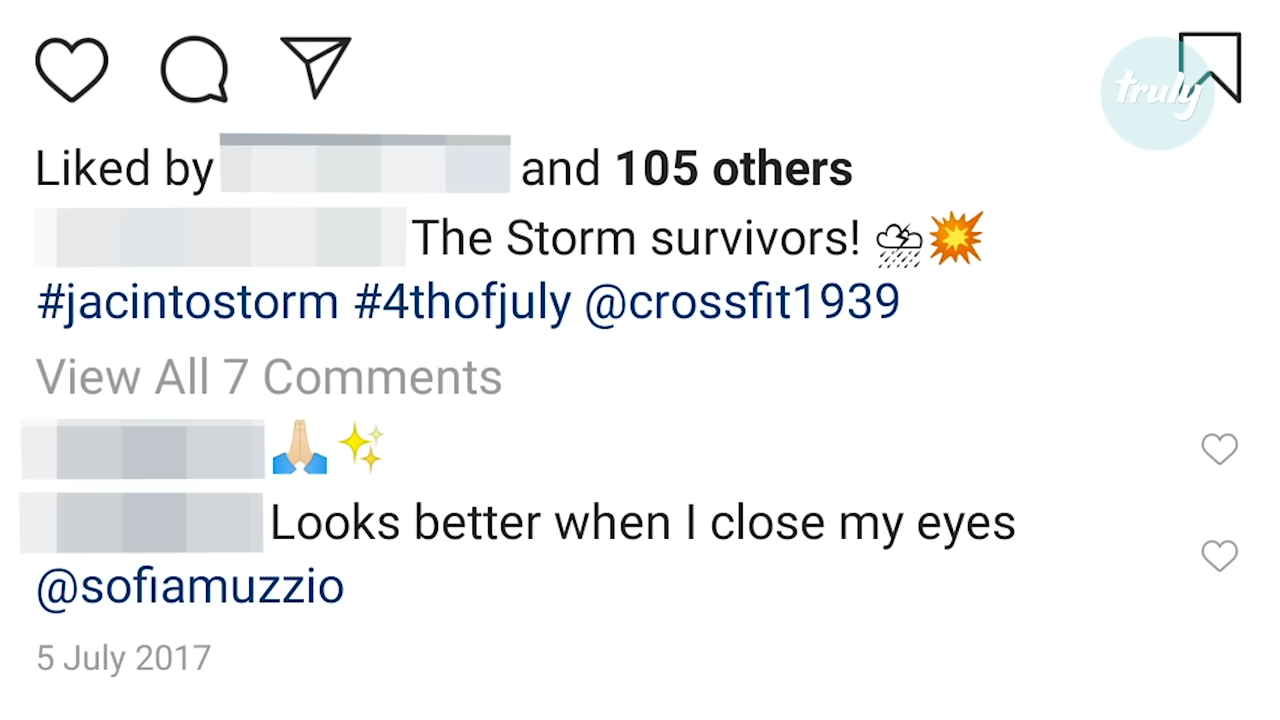 truly
Liked by and 105 others
The Storm survivors! ⛈💥
#jacintostorm #4thofjuly @crossfit1939
View All 7 Comments
🙏🏼✨
Looks better when I close my eyes
@sofiamuzzio
5 July 2017